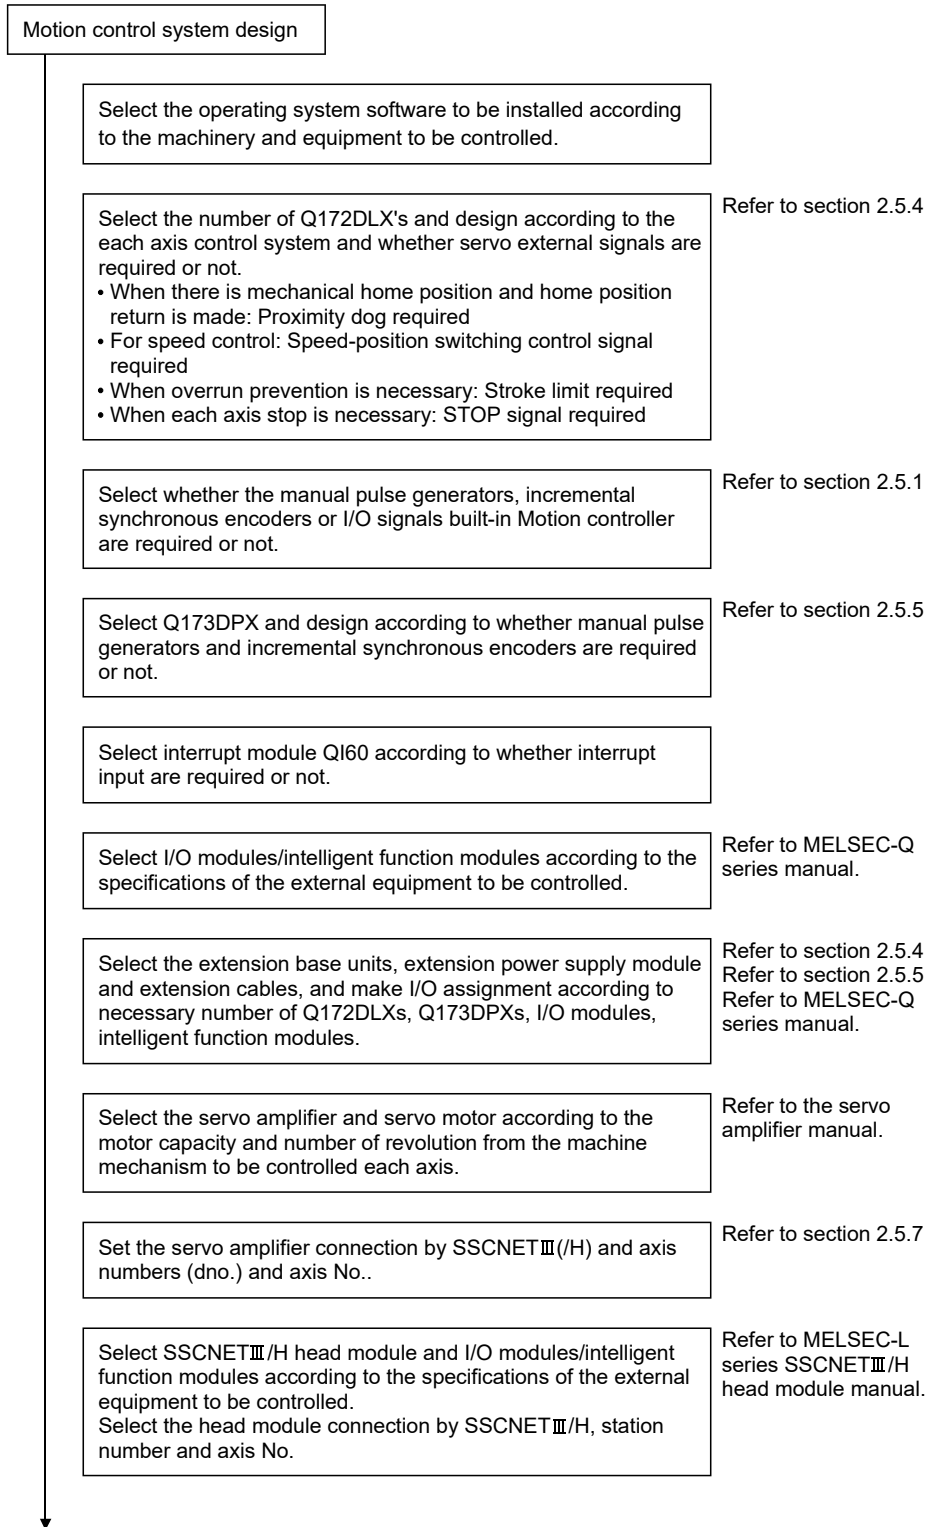 Motion control system design
Select the operating system software to be installed according
to the machinery and equipment to be controlled.
Select the number of Q172DLX's and design according to the
each axis control system and whether servo external signals are
required or not.
• When there is mechanical home position and home position
return is made: Proximity dog required
• For speed control: Speed-position switching control signal
required
• When overrun prevention is necessary: Stroke limit required
• When each axis stop is necessary: STOP signal required
Refer to section 2.5.4
Select whether the manual pulse generators, incremental
synchronous encoders or I/O signals built-in Motion controller
are required or not.
Refer to section 2.5.1
Select Q173DPX and design according to whether manual pulse
generators and incremental synchronous encoders are required
or not.
Refer to section 2.5.5
Select interrupt module QI60 according to whether interrupt
input are required or not.
Select I/O modules/intelligent function modules according to the
specifications of the external equipment to be controlled.
Refer to MELSEC-Q
series manual.
Select the extension base units, extension power supply module
and extension cables, and make I/O assignment according to
necessary number of Q172DLXs, Q173DPXs, I/O modules,
intelligent function modules.
Refer to section 2.5.4
Refer to section 2.5.5
Refer to MELSEC-Q
series manual.
Select the servo amplifier and servo motor according to the
motor capacity and number of revolution from the machine
mechanism to be controlled each axis.
Refer to the servo
amplifier manual.
Set the servo amplifier connection by SSCNETⅢ(/H) and axis
numbers (dno.) and axis No..
Refer to section 2.5.7
Select SSCNETⅢ/H head module and I/O modules/intelligent
function modules according to the specifications of the external
equipment to be controlled.
Select the head module connection by SSCNETⅢ/H, station
number and axis No.
Refer to MELSEC-L
series SSCNETⅢ/H
head module manual.